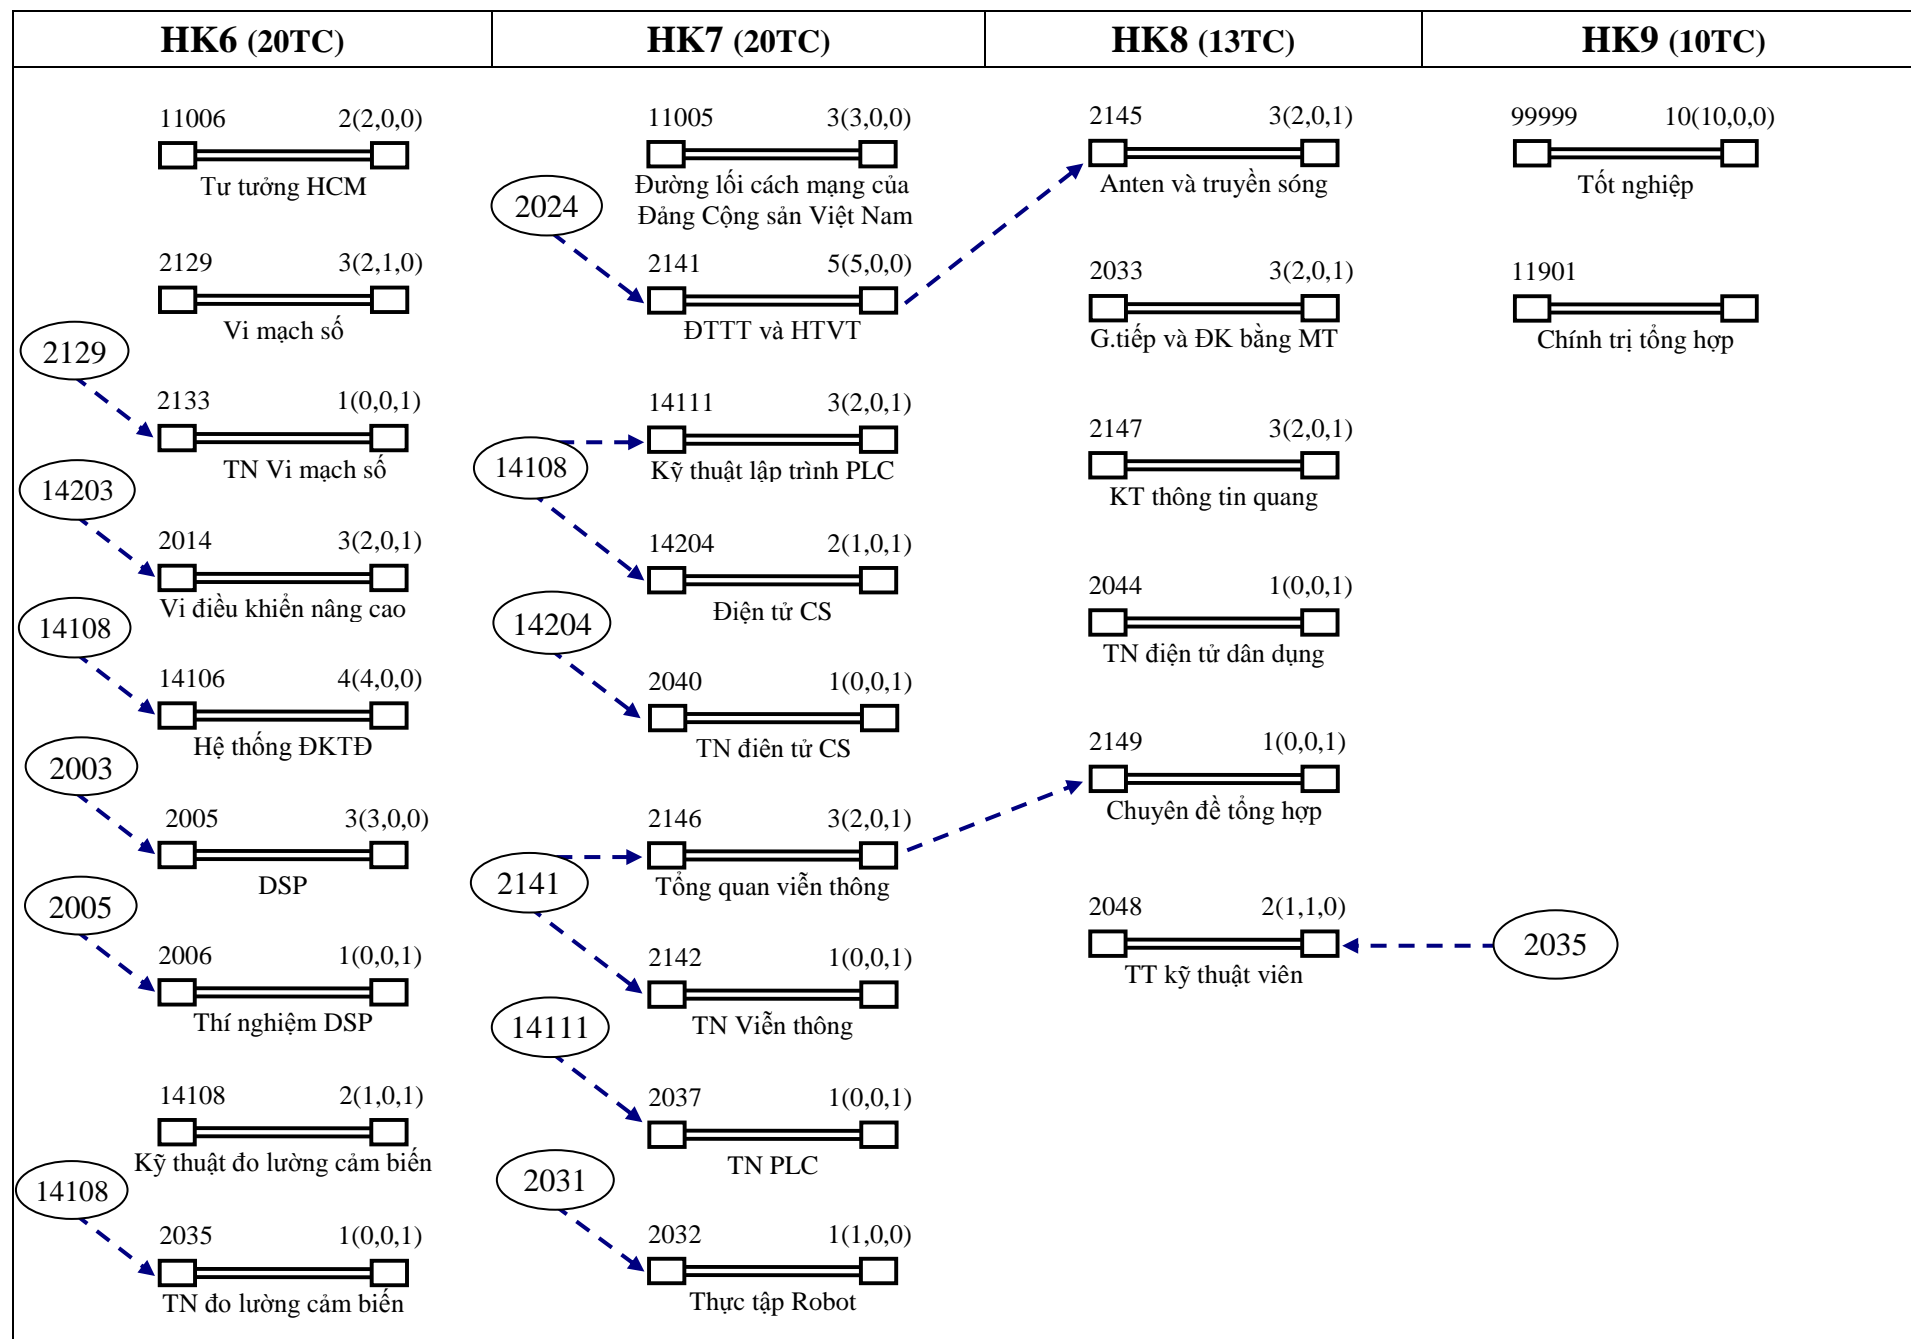 HK6 (20TC)
HK7 (20TC)
HK8 (13TC)
HK9 (10TC)
11006 2(2,0,0)
Tư tưởng HCM
2129 3(2,1,0)
Vi mạch số
2129
2133 1(0,0,1)
TN Vi mạch số
14203
2014 3(2,0,1)
Vi điều khiển nâng cao
14108
14106 4(4,0,0)
Hệ thống ĐKTĐ
2003
2005 3(3,0,0)
DSP
2005
2006 1(0,0,1)
Thí nghiệm DSP
14108 2(1,0,1)
Kỹ thuật đo lường cảm biến
14108
2035 1(0,0,1)
TN đo lường cảm biến
11005 3(3,0,0)
Đường lối cách mạng của
Đảng Cộng sản Việt Nam
2024
2141 5(5,0,0)
ĐTTT và HTVT
14111 3(2,0,1)
14108
Kỹ thuật lập trình PLC
14204 2(1,0,1)
Điện tử CS
14204
2040 1(0,0,1)
TN điên tử CS
2146 3(2,0,1)
2141
Tổng quan viễn thông
2142 1(0,0,1)
TN Viễn thông
14111
2037 1(0,0,1)
TN PLC
2031
2032 1(1,0,0)
Thực tập Robot
2145 3(2,0,1)
Anten và truyền sóng
2033 3(2,0,1)
G.tiếp và ĐK bằng MT
2147 3(2,0,1)
KT thông tin quang
2044 1(0,0,1)
TN điện tử dân dụng
2149 1(0,0,1)
Chuyên đề tổng hợp
2048 2(1,1,0)
TT kỹ thuật viên
2035
99999 10(10,0,0)
Tốt nghiệp
11901
Chính trị tổng hợp